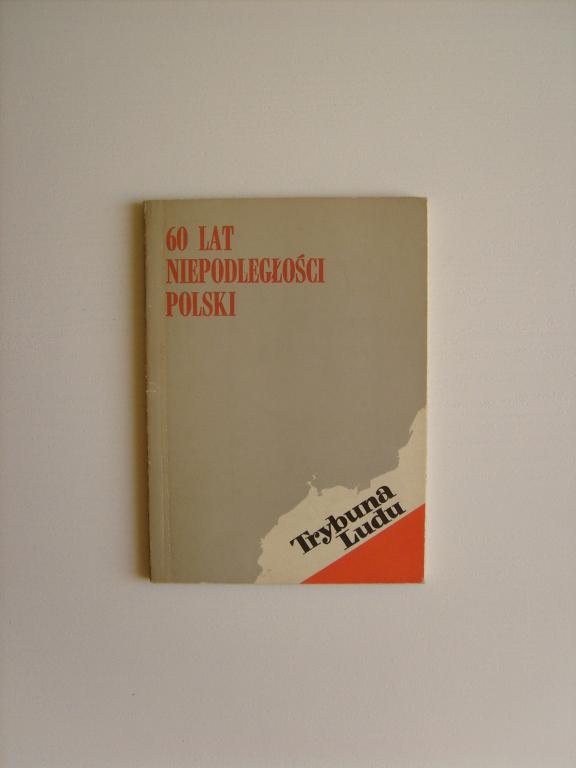 60 LAT
NIEPODLEGŁOŚCI
POLSKI
Trybuna
Ludu